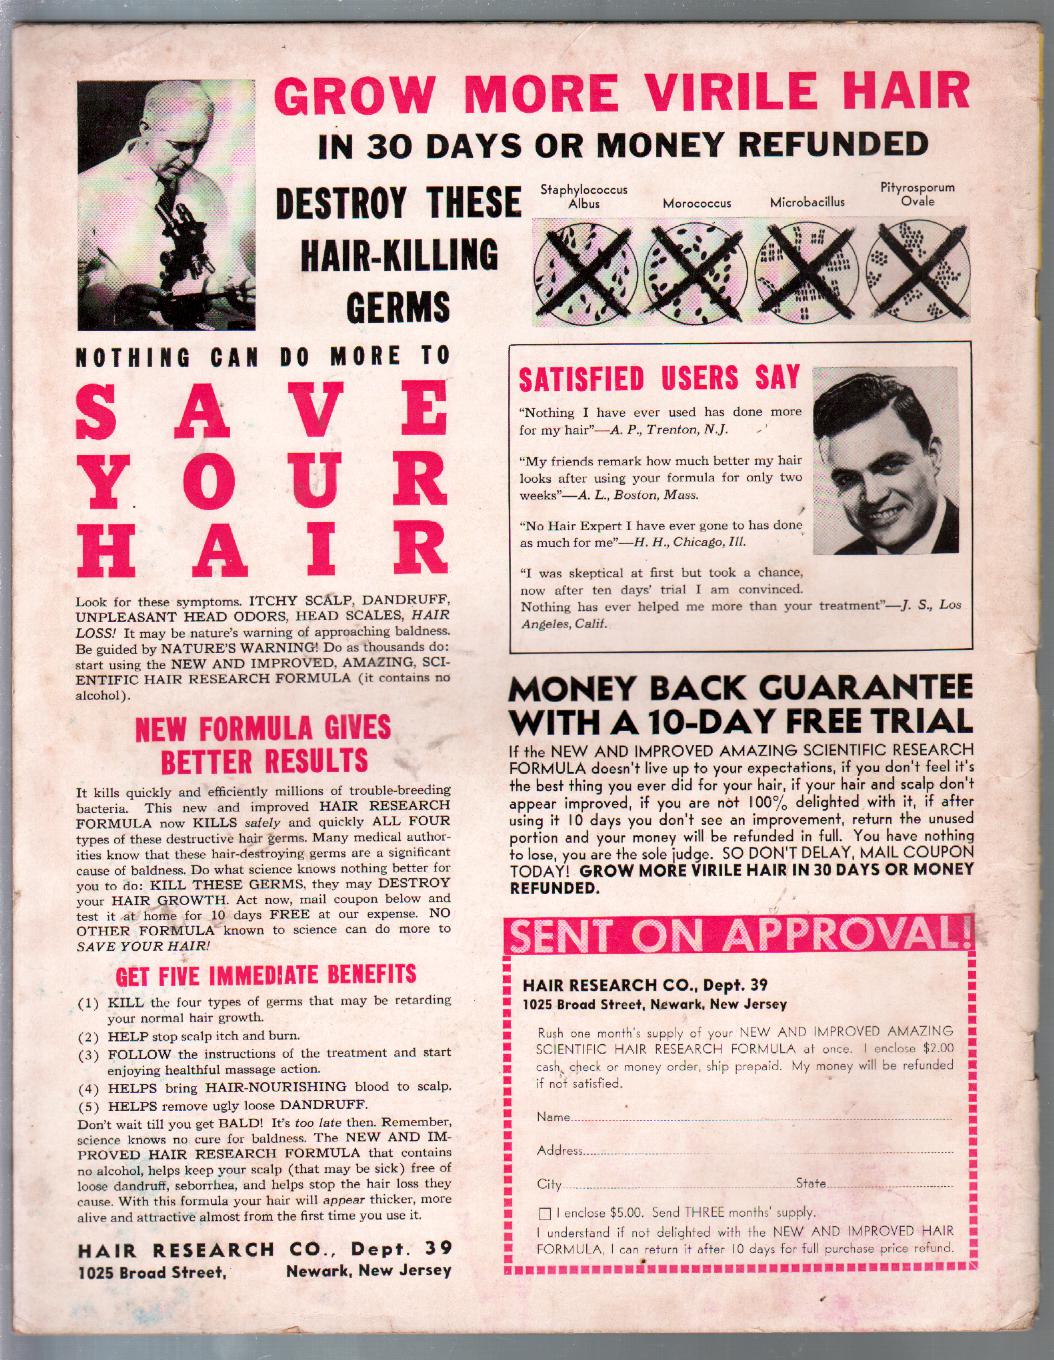 GROW MORE VIRILE HAIR
IN 30 DAYS OR MONEY REFUNDED
DESTROY THESE
HAIR-KILLING
GERMS
Staphylococcus
Albus
Morococcus
Microbacillus
Pityrosporum
Ovale
NOTHING CAN DO MORE TO
SAVE
YOUR
HAIR
Look for these symptoms. ITCHY SCALP, DANDRUFF,
UNPLEASANT HEAD ODORS, HEAD SCALES, HAIR
LOSS! It may be nature's warning of approaching baldness.
Be guided by NATURE'S WARNING! Do as thousands do:
start using the NEW AND IMPROVED, AMAZING, SCI-
ENTIFIC HAIR RESEARCH FORMULA (it contains no
alcohol).
NEW FORMULA GIVES
BETTER RESULTS
It kills quickly and efficiently millions of trouble-breeding
bacteria. This new and improved HAIR RESEARCH
FORMULA now KILLS safely and quickly ALL FOUR
types of these destructive hair germs. Many medical author-
ities know that these hair-destroying germs are a significant
cause of baldness. Do what science knows nothing better for
you to do: KILL THESE GERMS, they may DESTROY
your HAIR GROWTH. Act now, mail coupon below and
test it at home for 10 days FREE at our expense. NO
OTHER FORMULA known to science can do more to
SAVE YOUR HAIR!
GET FIVE IMMEDIATE BENEFITS
(1) KILL the four types of germs that may be retarding
your normal hair growth.
(2) HELP stop scalp itch and burn.
(3) FOLLOW the instructions of the treatment and start
enjoying healthful massage action.
(4) HELPS bring HAIR-NOURISHING blood to scalp.
(5) HELPS remove ugly loose DANDRUFF.
Don't wait till you get BALD! It's too late then. Remember,
science knows no cure for baldness. The NEW AND IM-
PROVED HAIR RESEARCH FORMULA that contains
no alcohol, helps keep your scalp (that may be sick) free of
loose dandruff, seborrhea, and helps stop the hair loss they
cause. With this formula your hair will appear thicker, more
alive and attractive almost from the first time you use it.
HAIR RESEARCH CO., Dept. 39
1025 Broad Street, Newark, New Jersey
SATISFIED USERS SAY
"Nothing I have ever used has done more
for my hair"—A. P., Trenton, N.J.
"My friends remark how much better my hair
looks after using your formula for only two
weeks"—A. L., Boston, Mass.
"No Hair Expert I have ever gone to has done
as much for me"—H. H., Chicago, Ill.
"I was skeptical at first but took a chance,
now after ten days' trial I am convinced.
Nothing has ever helped me more than your treatment"—J. S., Los
Angeles, Calif.
MONEY BACK GUARANTEE
WITH A 10-DAY FREE TRIAL
If the NEW AND IMPROVED AMAZING SCIENTIFIC RESEARCH
FORMULA doesn't live up to your expectations, if you don't feel it's
the best thing you ever did for your hair, if your hair and scalp don't
appear improved, if you are not 100% delighted with it, if after
using it 10 days you don't see an improvement, return the unused
portion and your money will be refunded in full. You have nothing
to lose, you are the sole judge. SO DON'T DELAY, MAIL COUPON
TODAY! GROW MORE VIRILE HAIR IN 30 DAYS OR MONEY
REFUNDED.
SENT ON APPROVAL!
HAIR RESEARCH CO., Dept. 39
1025 Broad Street, Newark, New Jersey
Rush one month's supply of your NEW AND IMPROVED AMAZING
SCIENTIFIC HAIR RESEARCH FORMULA at once. I enclose $2.00
cash, check or money order, ship prepaid. My money will be refunded
if not satisfied.
Name
Address
City State
I enclose $5.00. Send THREE months' supply.
I understand if not delighted with the NEW AND IMPROVED HAIR
FORMULA, I can return it after 10 days for full purchase price refund.